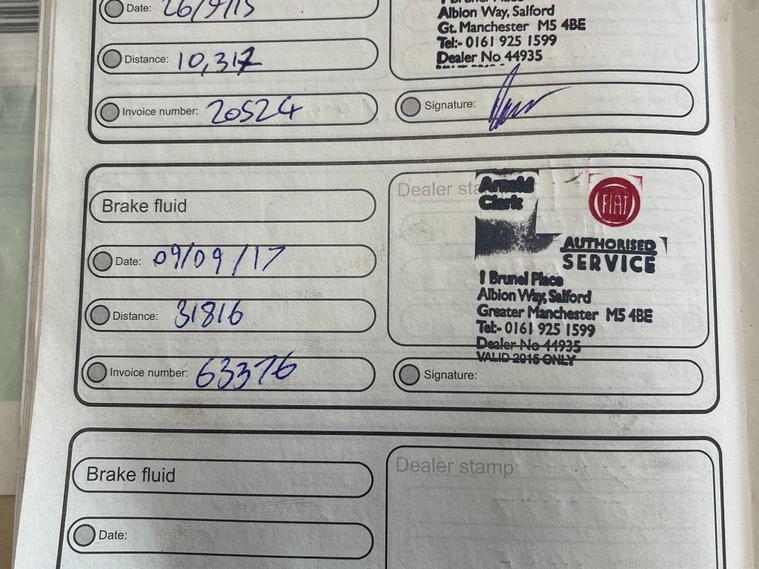 Date: 26/9/15
Albion Way, Salford
Gt. Manchester M5 4BE
Tel:- 0161 925 1599
Dealer No 44935
Distance: 10,317
Invoice number: 20524
Signature:
Brake fluid
Dealer sta
Arnold
Clark
FIAT
AUTHORISED
SERVICE
Date: 09/09/17
1 Brunel Place
Albion Way, Salford
Greater Manchester M5 4BE
Tel:- 0161 925 1599
Dealer No 44935
VALID 2016 ONLY
Distance: 31816
Invoice number: 63376
Signature:
Brake fluid
Dealer stamp
Date: